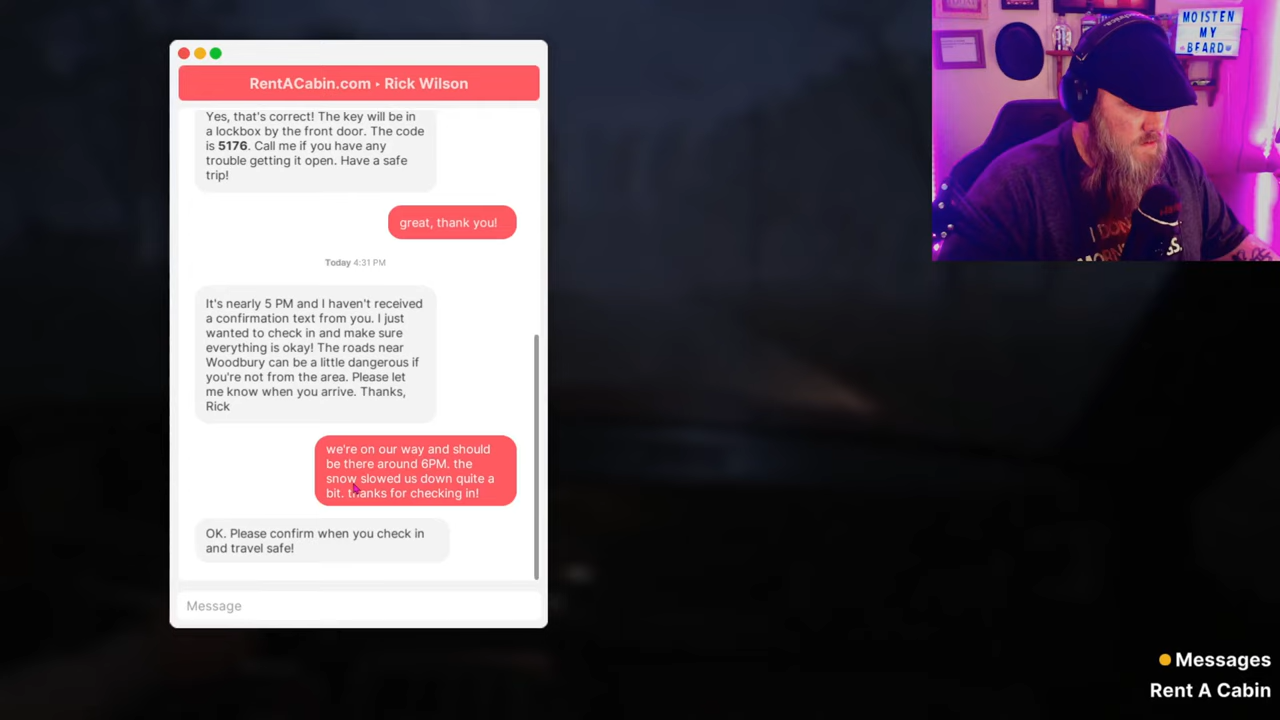 RentACabin.com • Rick Wilson
Yes, that's correct! The key will be in
a lockbox by the front door. The code
is 5176. Call me if you have any
trouble getting it open. Have a safe
trip!
great, thank you!
Today 4:31 PM
It's nearly 5 PM and I haven't received
a confirmation text from you. I just
wanted to check in and make sure
everything is okay! The roads near
Woodbury can be a little dangerous if
you're not from the area. Please let
me know when you arrive. Thanks,
Rick
we're on our way and should
be there around 6PM. the
snow slowed us down quite a
bit. thanks for checking in!
OK. Please confirm when you check in
and travel safe!
Message
MOISTEN
MY
BEARD
I DON'T
Messages
Rent A Cabin